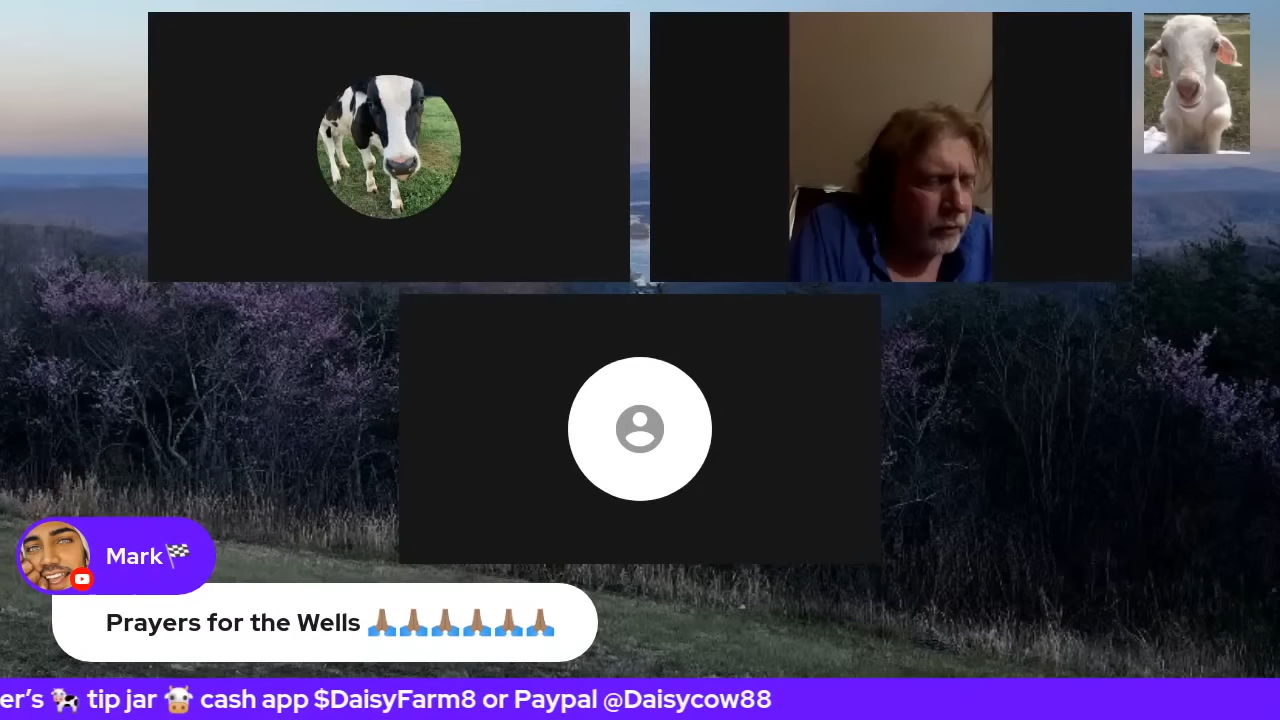 Mark🏁
Prayers for the Wells 🙏🏽🙏🏽🙏🏽🙏🏽🙏🏽🙏🏽
er's 🐄 tip jar 🐮 cash app $DaisyFarm8 or Paypal @Daisycow88